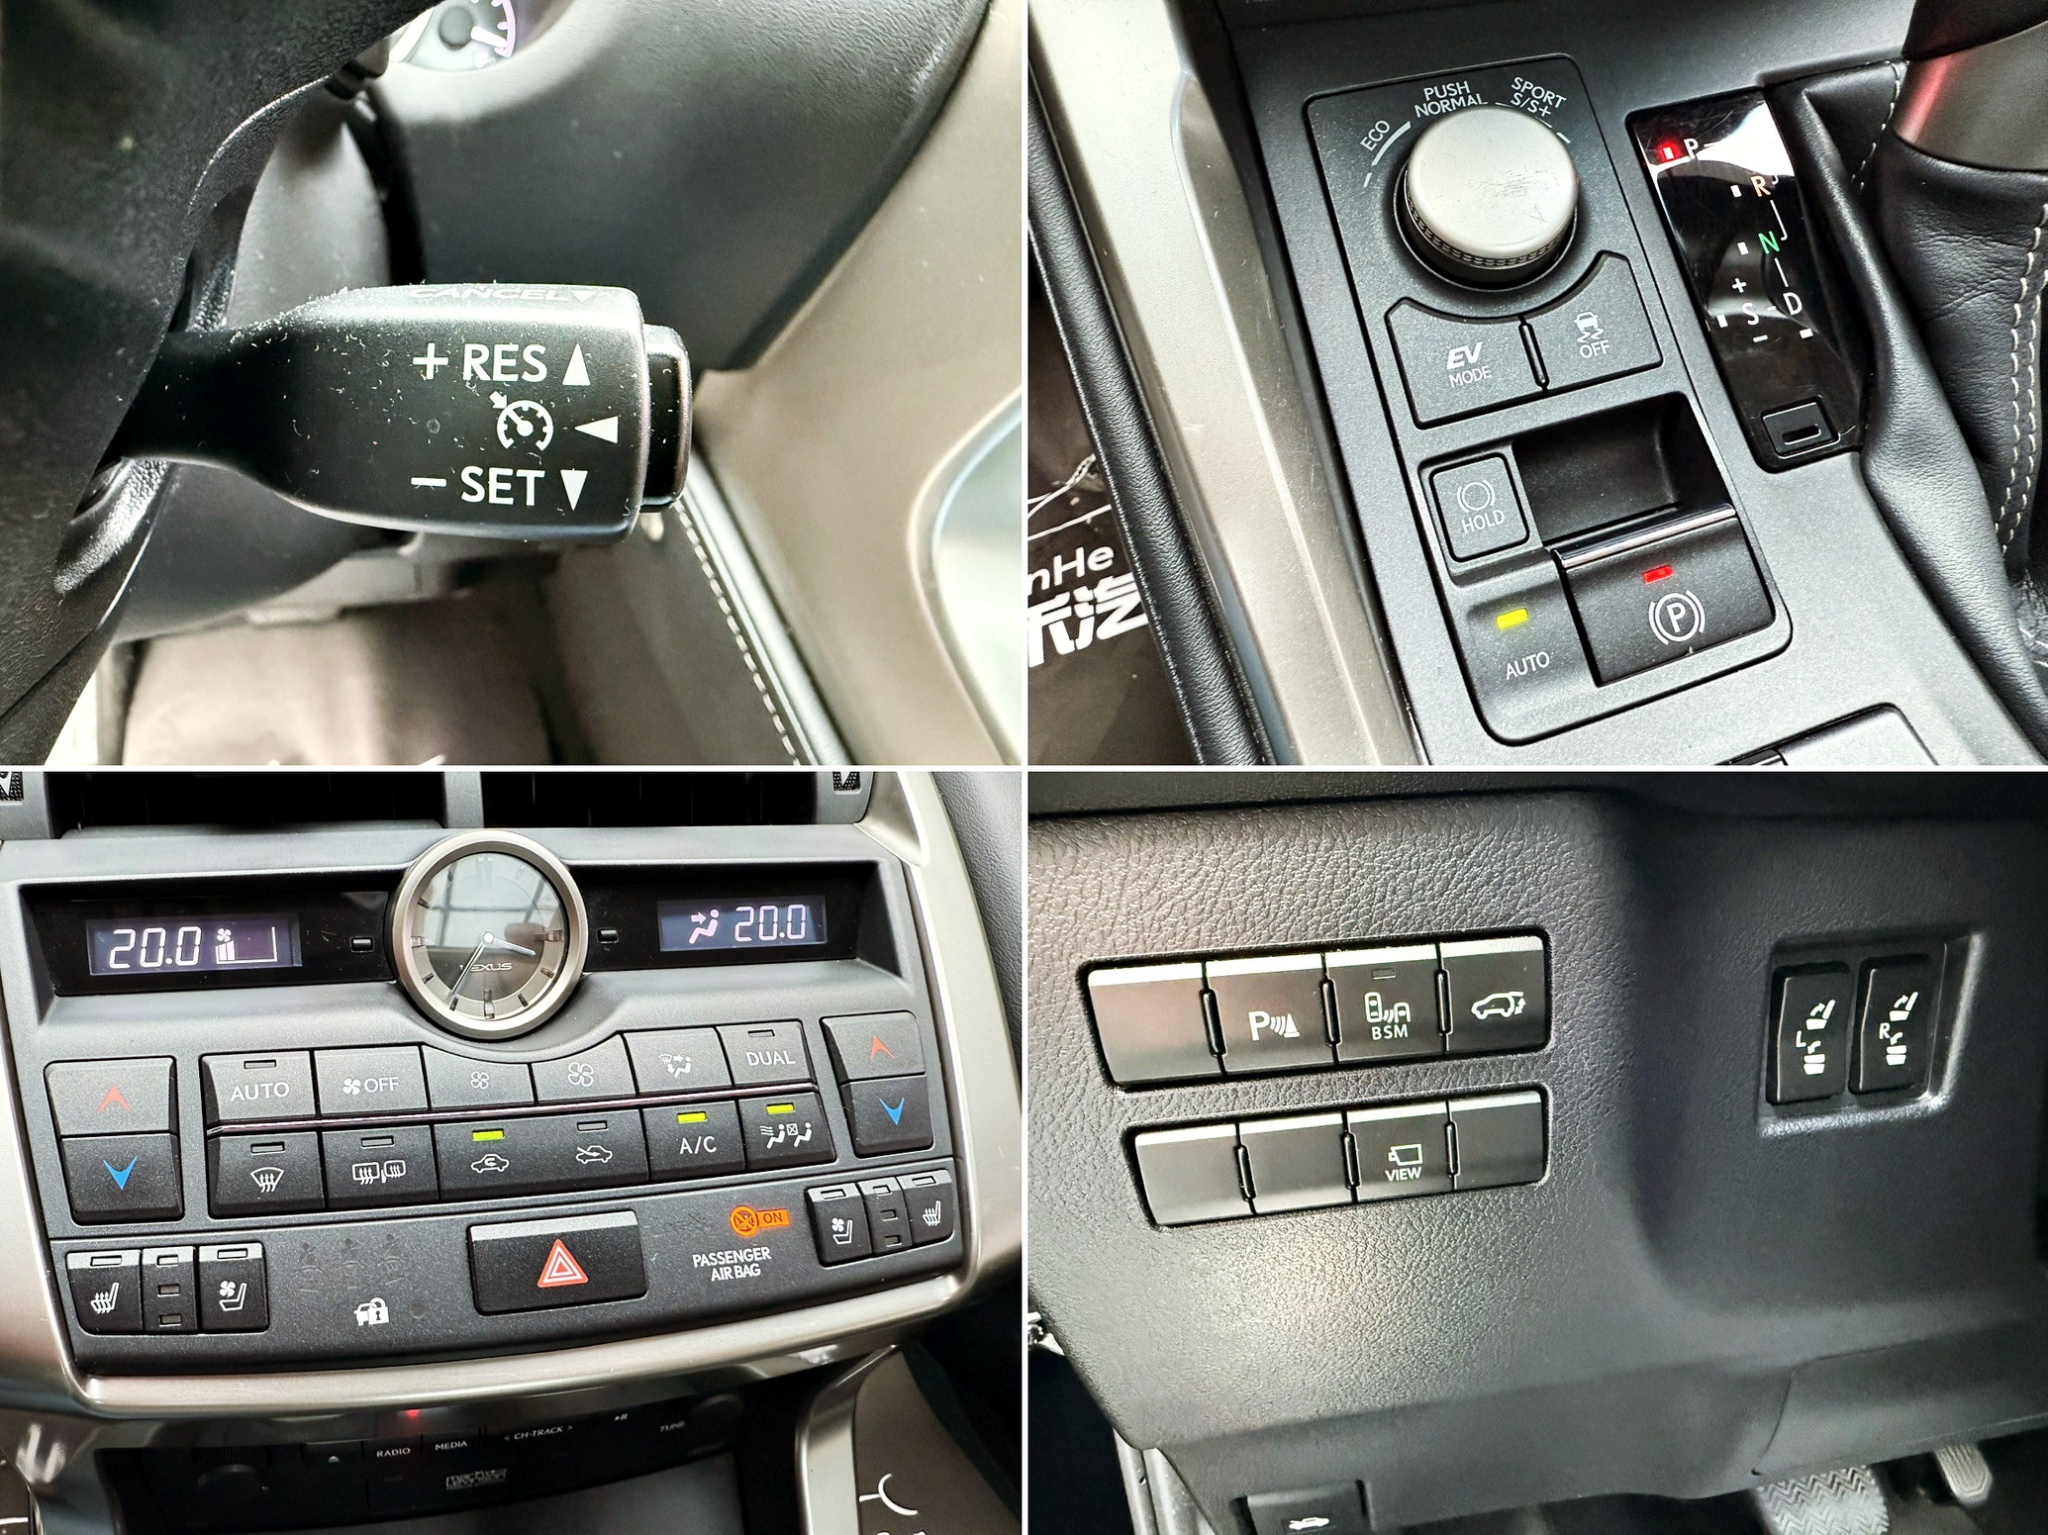 CANCEL
+ RES
- SET
ECO
PUSH
NORMAL
SPORT
S/S+
P
R
N
+
S
D
-
EV
MODE
OFF
HOLD
P
AUTO
nHe
20.0
20.0
LEXUS
AUTO
OFF
DUAL
A/C
ON
PASSENGER
AIR BAG
RADIO
MEDIA
< CH·TRACK >
TUNE
P
BSM
VIEW
L
R